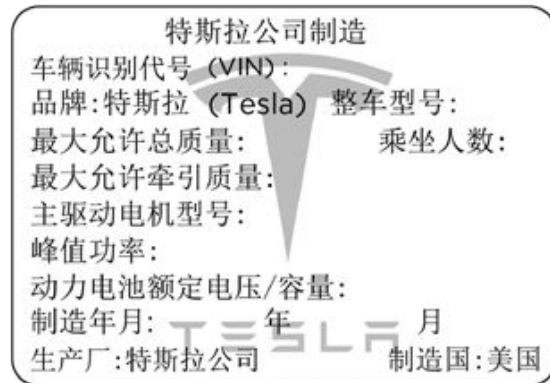 特斯拉公司制造
车辆识别代号 (VIN):
品牌:特斯拉 (Tesla) 整车型号:
最大允许总质量: 乘坐人数:
最大允许牵引质量:
主驱动电机型号:
峰值功率:
动力电池额定电压/容量:
制造年月: 年 月
TESLA
生产厂:特斯拉公司 制造国:美国